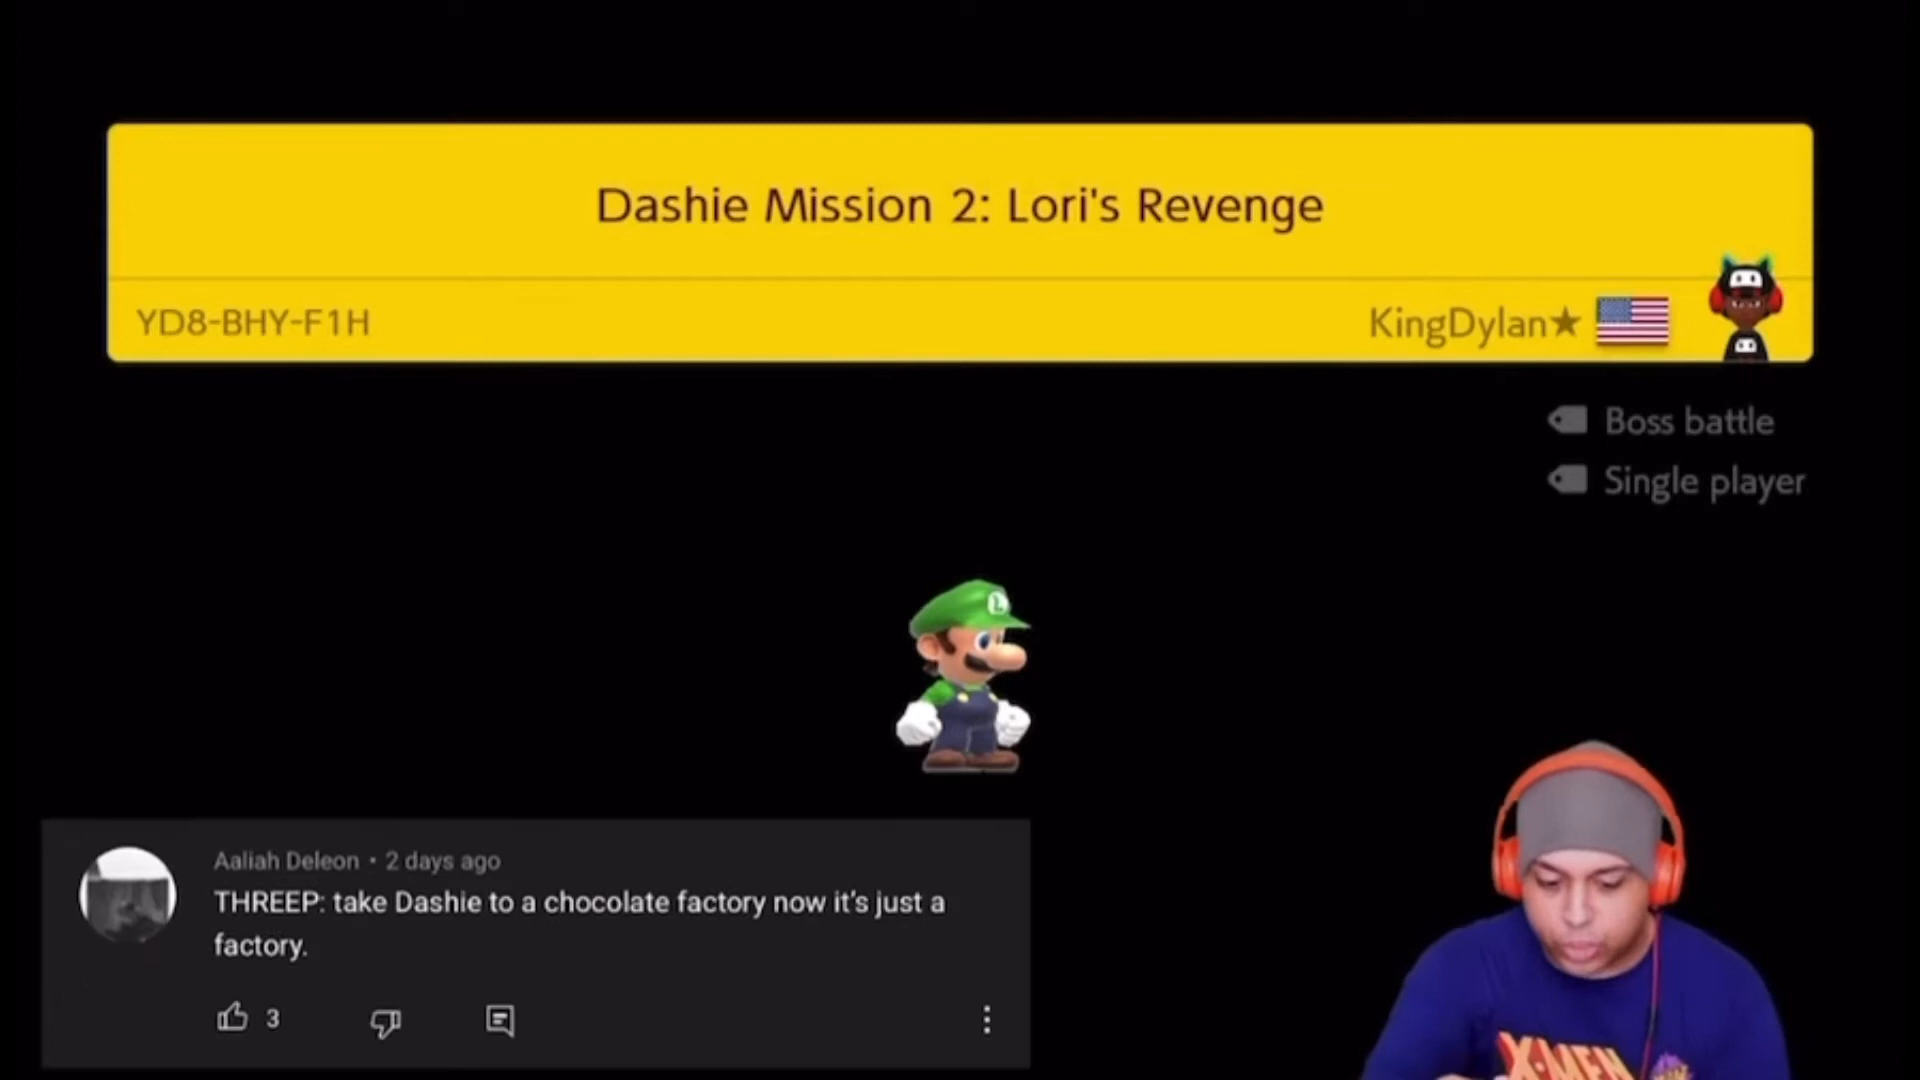 Dashie Mission 2: Lori's Revenge
YD8-BHY-F1H
KingDylan★
Boss battle
Single player
L
Aaliah Deleon • 2 days ago
THREEP: take Dashie to a chocolate factory now it's just a
factory.
3
X-MEN